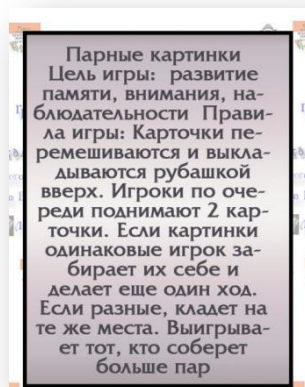 Парные картинки
Цель игры: развитие
памяти, внимания, на-
блюдательности Прави-
ла игры: Карточки пе-
ремешиваются и выкла-
дываются рубашкой
вверх. Игроки по оче-
реди поднимают 2 кар-
точки. Если картинки
одинаковые игрок за-
бирает их себе и
делает еще один ход.
Если разные, кладет на
те же места. Выигрыва-
ет тот, кто соберет
больше пар